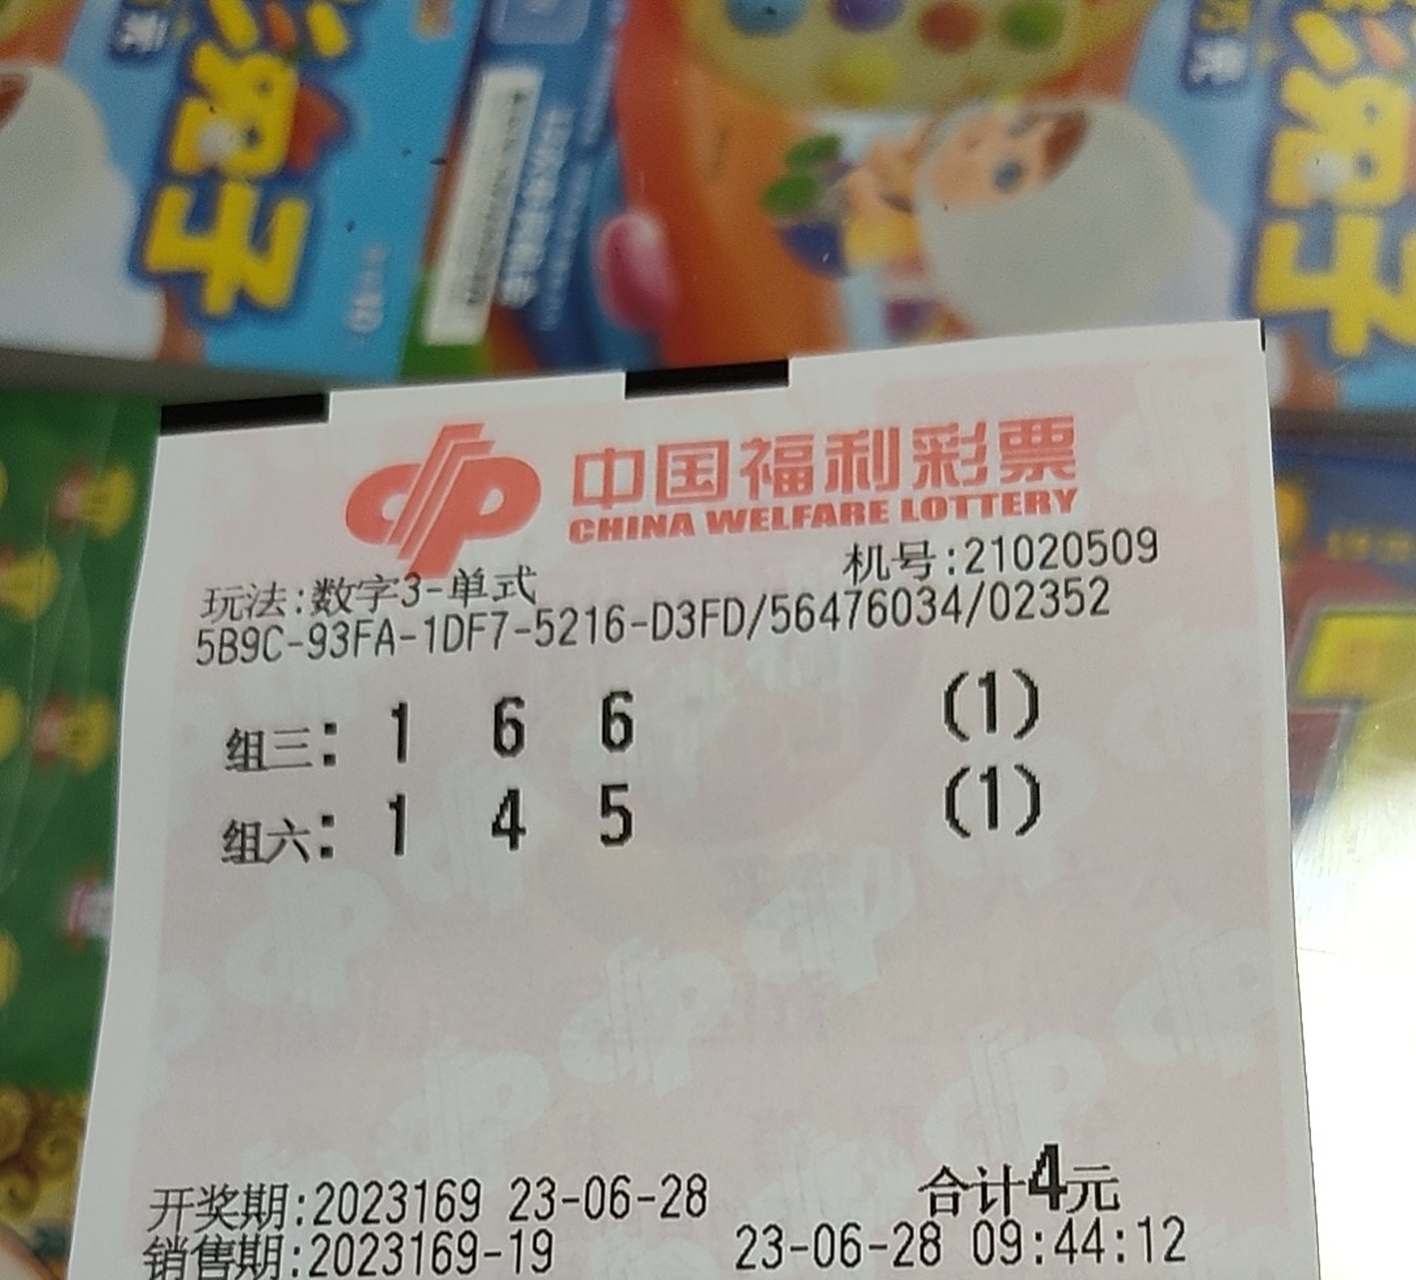 中国福利彩票
CHINA WELFARE LOTTERY
机号:21020509
玩法:数字3-单式
5B9C-93FA-1DF7-5216-D3FD/56476034/02352
组三: 1 6 6 (1)
组六: 1 4 5 (1)
开奖期:2023169 23-06-28 合计4元
销售期:2023169-19 23-06-28 09:44:12